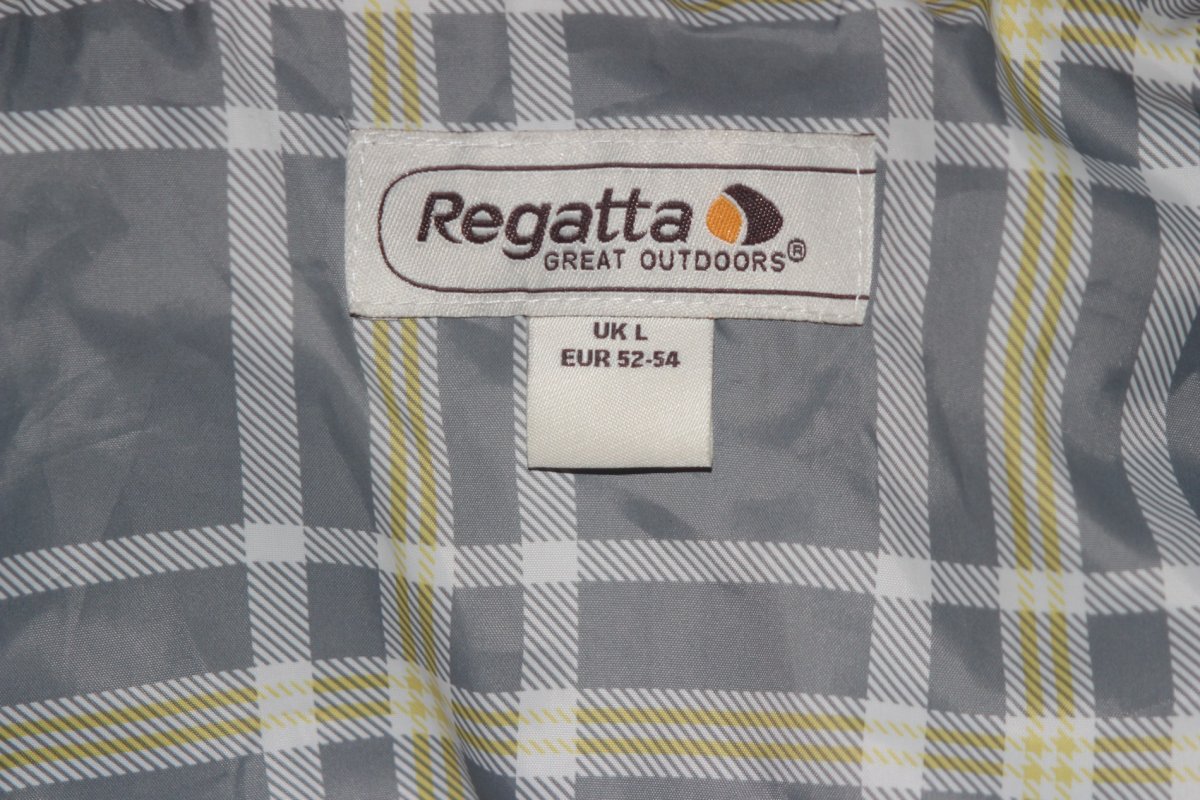 Regatta
GREAT OUTDOORS®
UK L
EUR 52-54